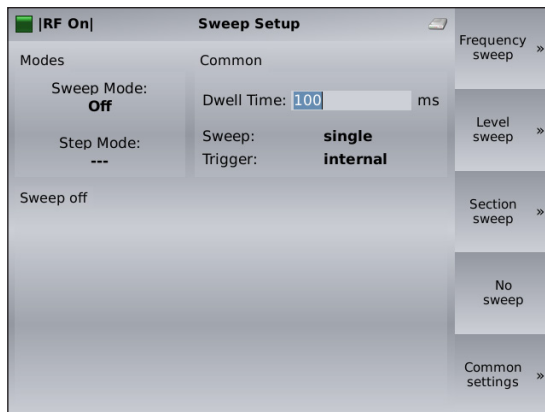 |RF On|
Sweep Setup
Modes
Sweep Mode:
Off
Step Mode:
---
Common
Dwell Time: 100 ms
Sweep: single
Trigger: internal
Sweep off
Frequency
sweep »
Level
sweep »
Section
sweep »
No
sweep
Common
settings »